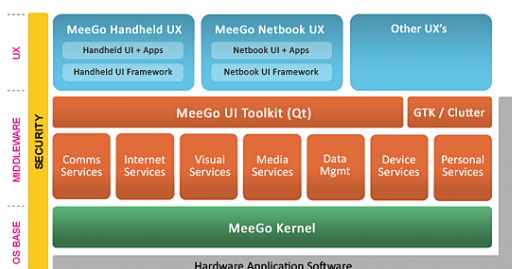 UX
MIDDLEWARE
OS BASE
SECURITY
MeeGo Handheld UX
Handheld UI + Apps
Handheld UI Framework
MeeGo Netbook UX
Netbook UI + Apps
Netbook UI Framework
Other UX's
MeeGo UI Toolkit (Qt)
GTK / Clutter
Comms
Services
Internet
Services
Visual
Services
Media
Services
Data
Mgmt
Device
Services
Personal
Services
MeeGo Kernel
Hardware Application Software